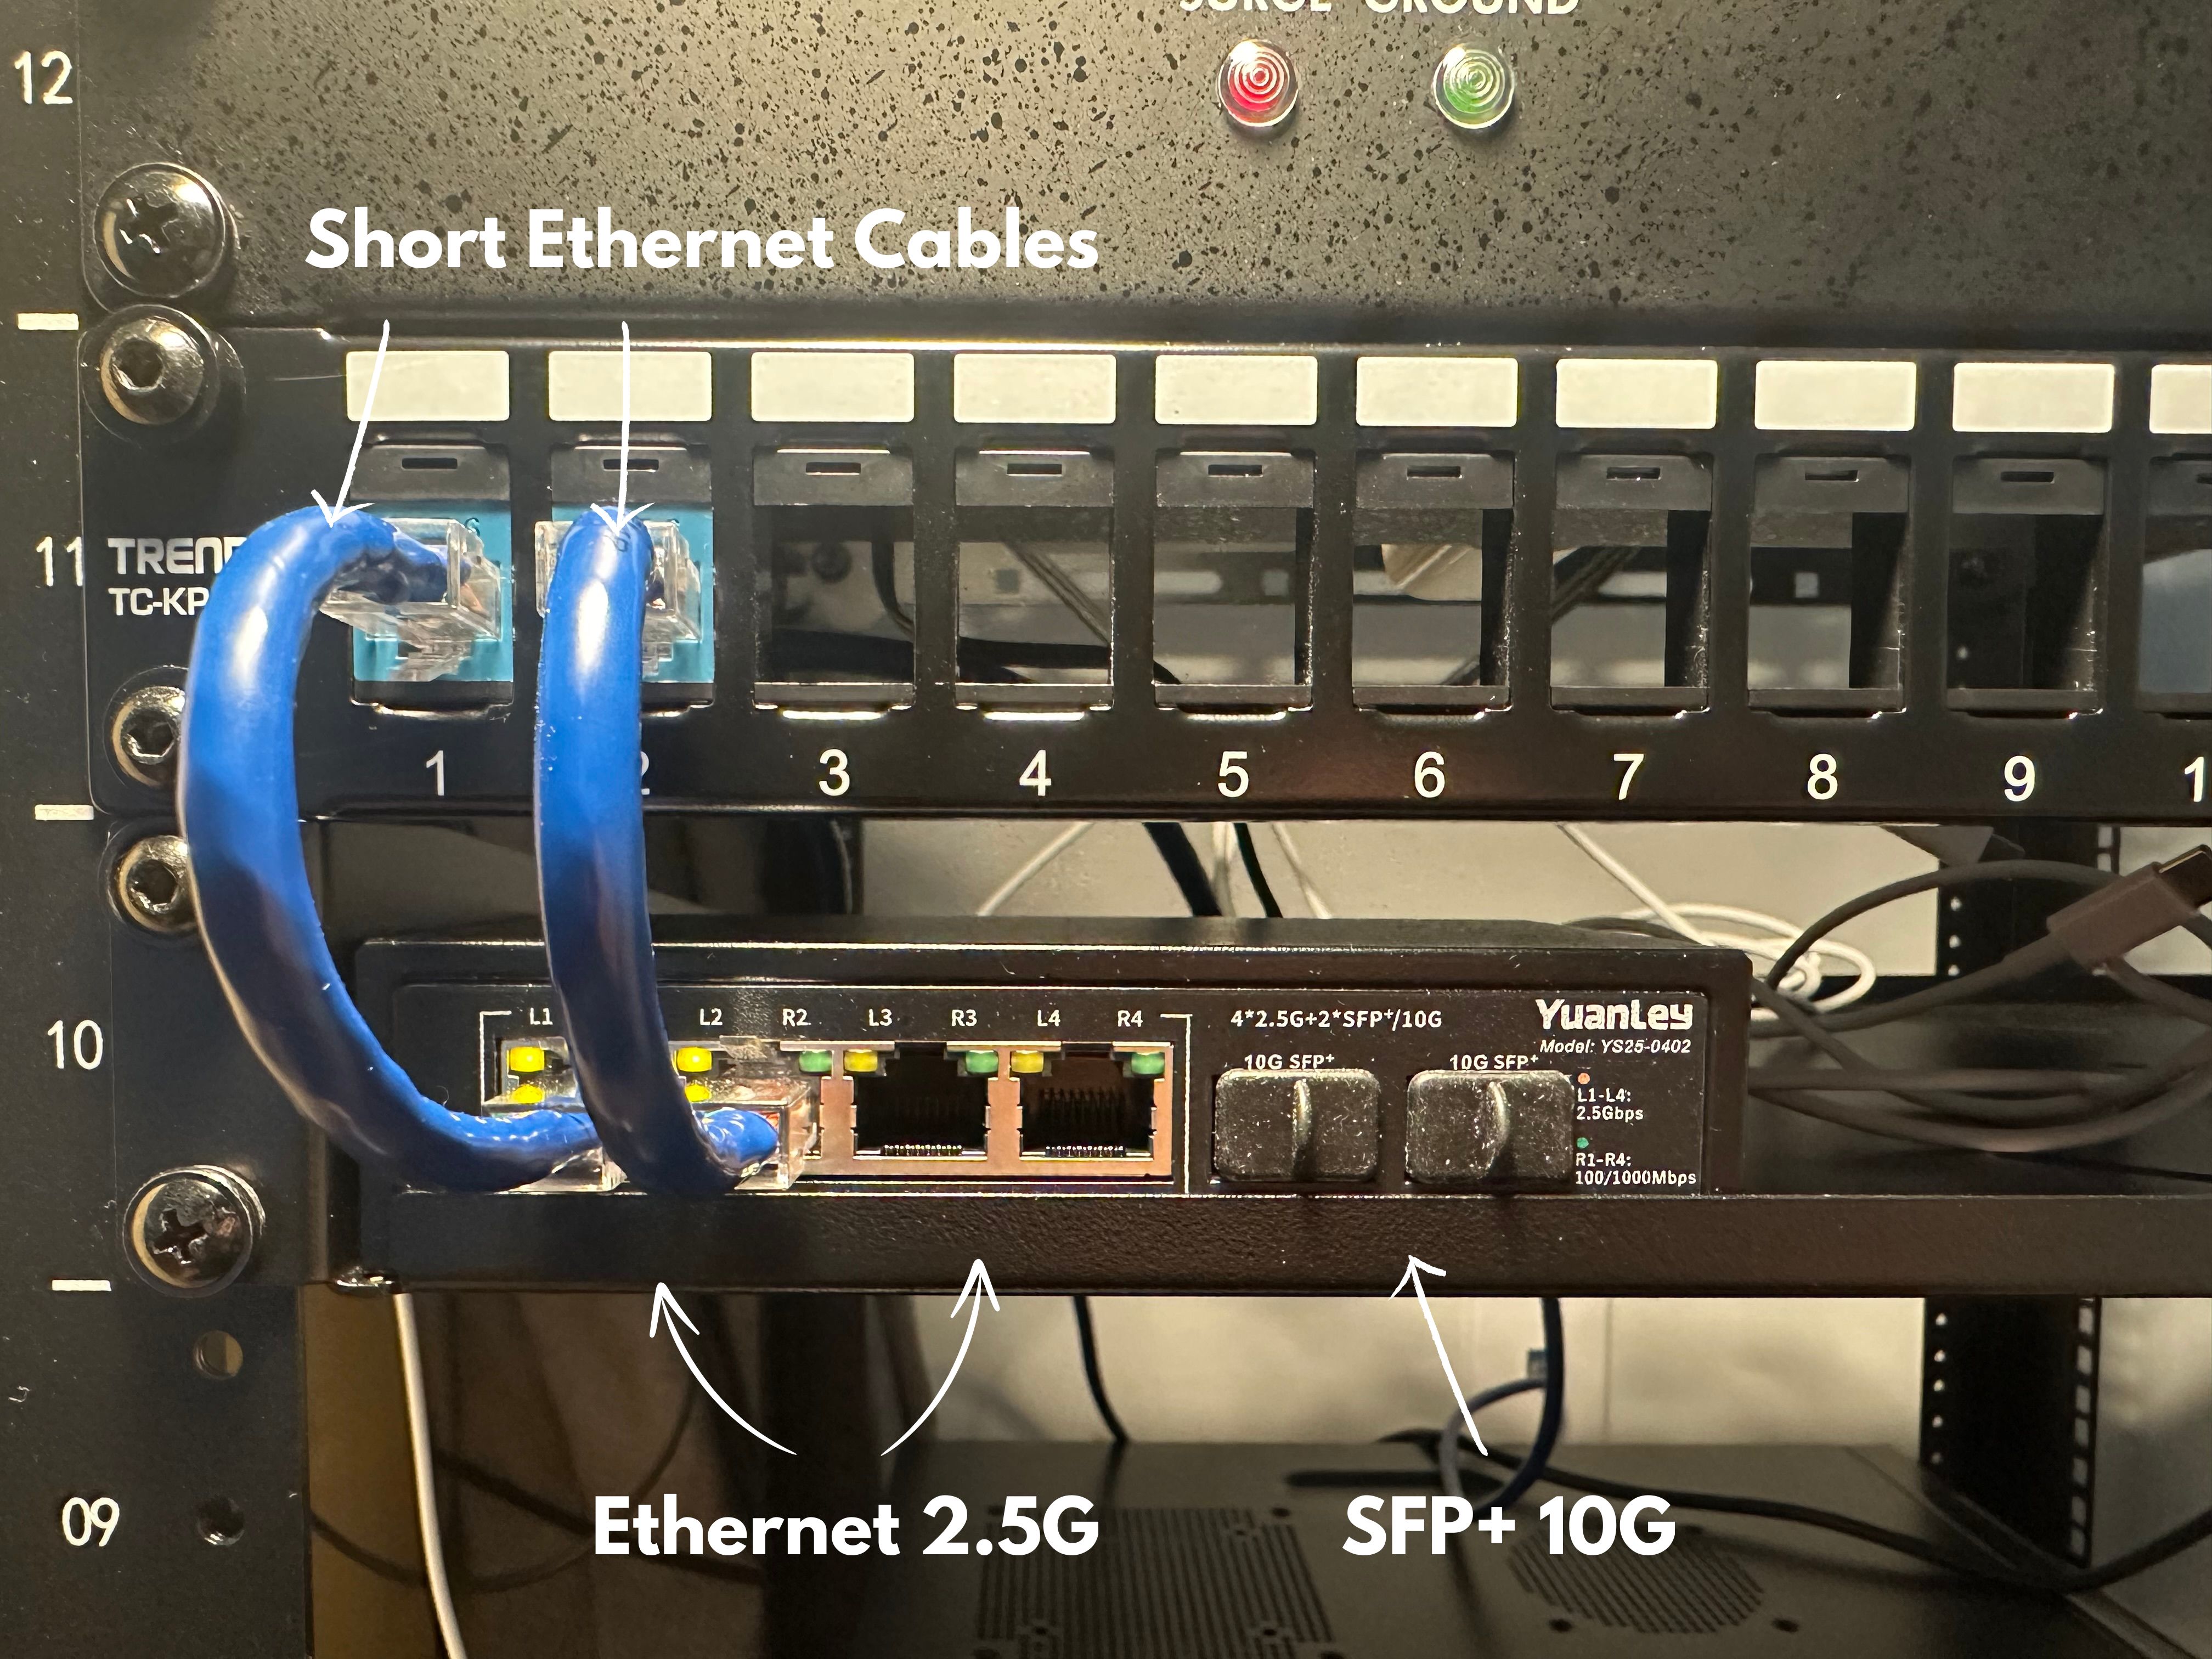 GROUND
12
Short Ethernet Cables
11
TC-KP
1 2 3 4 5 6 7 8 9
10
L1 L2 R2 L3 R3 L4 R4
4*2.5G+2*SFP+/10G
YuanLey
Model: YS25-0402
10G SFP+ 10G SFP+
L1-L4:
2.5Gbps
R1-R4:
100/1000Mbps
09
Ethernet 2.5G
SFP+ 10G